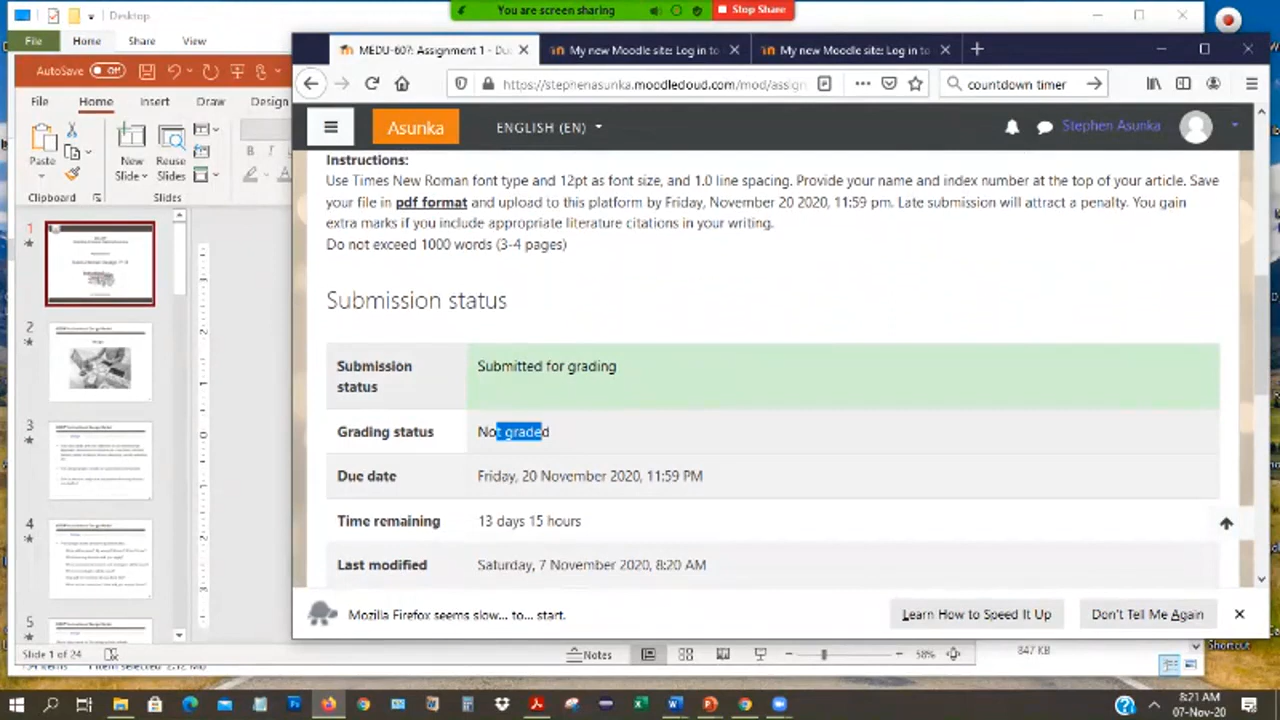 You are screen sharing
Stop Share
Desktop
File Home Share View
AutoSave Off
File Home Insert Draw Design
Paste
New Slide
Reuse Slides
Clipboard
Slides
1
2
3
4
5
Slide 1 of 24
Notes
58%
847 KB
Shortcut
MEDU-607: Assignment 1 - Du
My new Moodle site: Log in to
My new Moodle site: Log in to
https://stephenasunka.moodlecloud.com/mod/assign
countdown timer
Asunka
ENGLISH (EN)
Stephen Asunka
Instructions:
Use Times New Roman font type and 12pt as font size, and 1.0 line spacing. Provide your name and index number at the top of your article. Save
your file in pdf format and upload to this platform by Friday, November 20 2020, 11:59 pm. Late submission will attract a penalty. You gain
extra marks if you include appropriate literature citations in your writing.
Do not exceed 1000 words (3-4 pages)
Submission status
Submission status
Submitted for grading
Grading status
Not graded
Due date
Friday, 20 November 2020, 11:59 PM
Time remaining
13 days 15 hours
Last modified
Saturday, 7 November 2020, 8:20 AM
Mozilla Firefox seems slow... to... start.
Learn How to Speed It Up
Don't Tell Me Again
8:21 AM
07-Nov-20